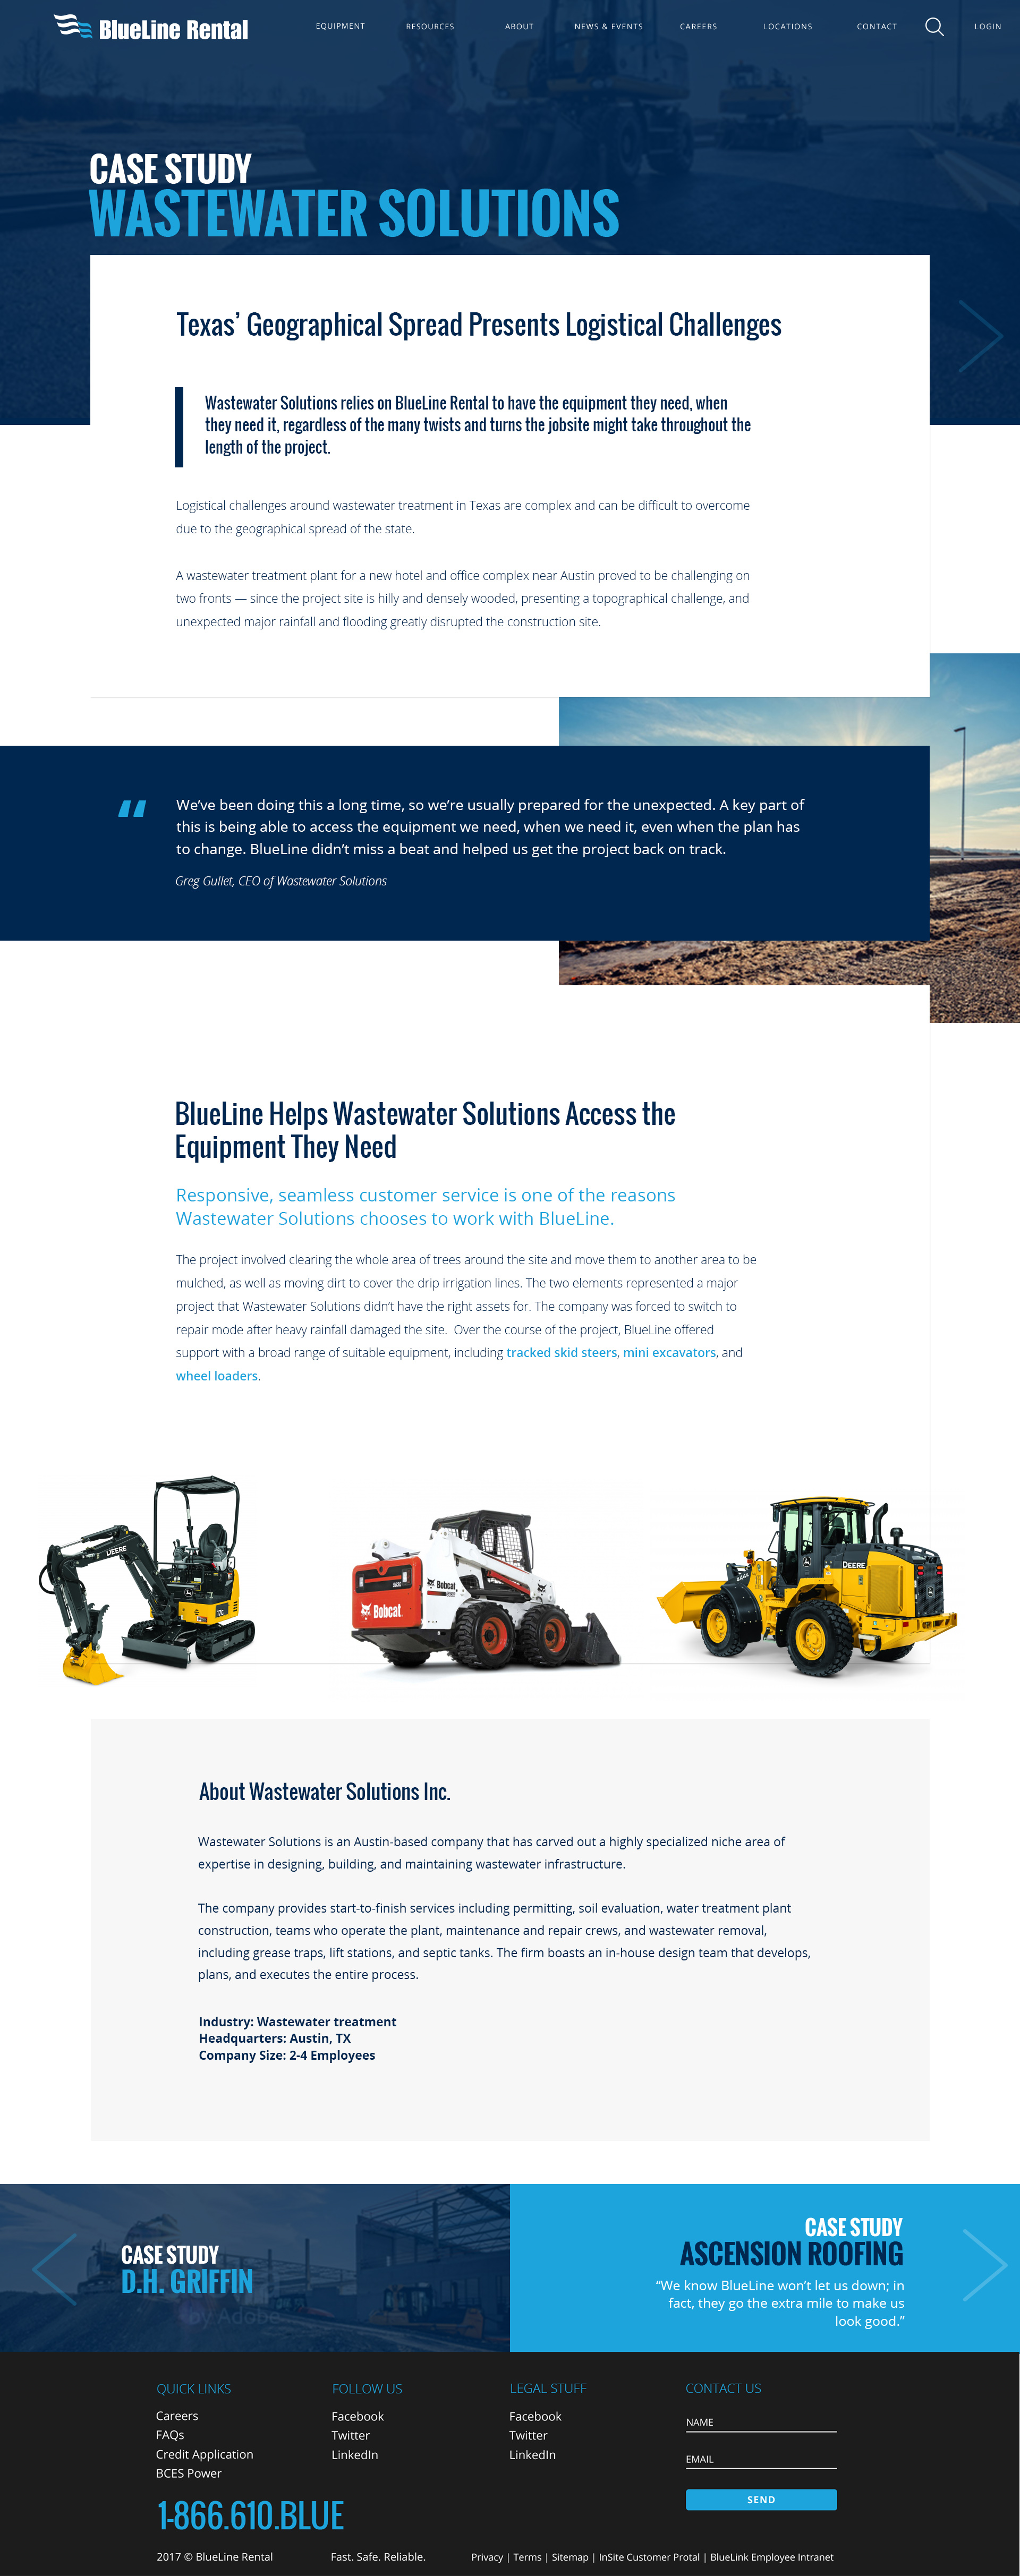 BlueLine Rental
EQUIPMENT
RESOURCES
ABOUT
NEWS & EVENTS
CAREERS
LOCATIONS
CONTACT
LOGIN
CASE STUDY
WASTEWATER SOLUTIONS
Texas’ Geographical Spread Presents Logistical Challenges
Wastewater Solutions relies on BlueLine Rental to have the equipment they need, when
they need it, regardless of the many twists and turns the jobsite might take throughout the
length of the project.
Logistical challenges around wastewater treatment in Texas are complex and can be difficult to overcome
due to the geographical spread of the state.
A wastewater treatment plant for a new hotel and office complex near Austin proved to be challenging on
two fronts — since the project site is hilly and densely wooded, presenting a topographical challenge, and
unexpected major rainfall and flooding greatly disrupted the construction site.
“
We’ve been doing this a long time, so we’re usually prepared for the unexpected. A key part of
this is being able to access the equipment we need, when we need it, even when the plan has
to change. BlueLine didn’t miss a beat and helped us get the project back on track.
Greg Gullet, CEO of Wastewater Solutions
BlueLine Helps Wastewater Solutions Access the
Equipment They Need
Responsive, seamless customer service is one of the reasons
Wastewater Solutions chooses to work with BlueLine.
The project involved clearing the whole area of trees around the site and move them to another area to be
mulched, as well as moving dirt to cover the drip irrigation lines. The two elements represented a major
project that Wastewater Solutions didn’t have the right assets for. The company was forced to switch to
repair mode after heavy rainfall damaged the site.  Over the course of the project, BlueLine offered
support with a broad range of suitable equipment, including tracked skid steers, mini excavators, and
wheel loaders.
DEERE
Bobcat
Bobcat
DEERE
About Wastewater Solutions Inc.
Wastewater Solutions is an Austin-based company that has carved out a highly specialized niche area of
expertise in designing, building, and maintaining wastewater infrastructure.
The company provides start-to-finish services including permitting, soil evaluation, water treatment plant
construction, teams who operate the plant, maintenance and repair crews, and wastewater removal,
including grease traps, lift stations, and septic tanks. The firm boasts an in-house design team that develops,
plans, and executes the entire process.
Industry: Wastewater treatment
Headquarters: Austin, TX
Company Size: 2-4 Employees
CASE STUDY
D.H. GRIFFIN
by Adobe
CASE STUDY
ASCENSION ROOFING
“We know BlueLine won’t let us down; in
fact, they go the extra mile to make us
look good.”
QUICK LINKS
Careers
FAQs
Credit Application
BCES Power
FOLLOW US
Facebook
Twitter
LinkedIn
LEGAL STUFF
Facebook
Twitter
LinkedIn
CONTACT US
NAME
EMAIL
SEND
1-866.610.BLUE
2017 © BlueLine Rental
Fast. Safe. Reliable.
Privacy | Terms | Sitemap | InSite Customer Protal | BlueLink Employee Intranet